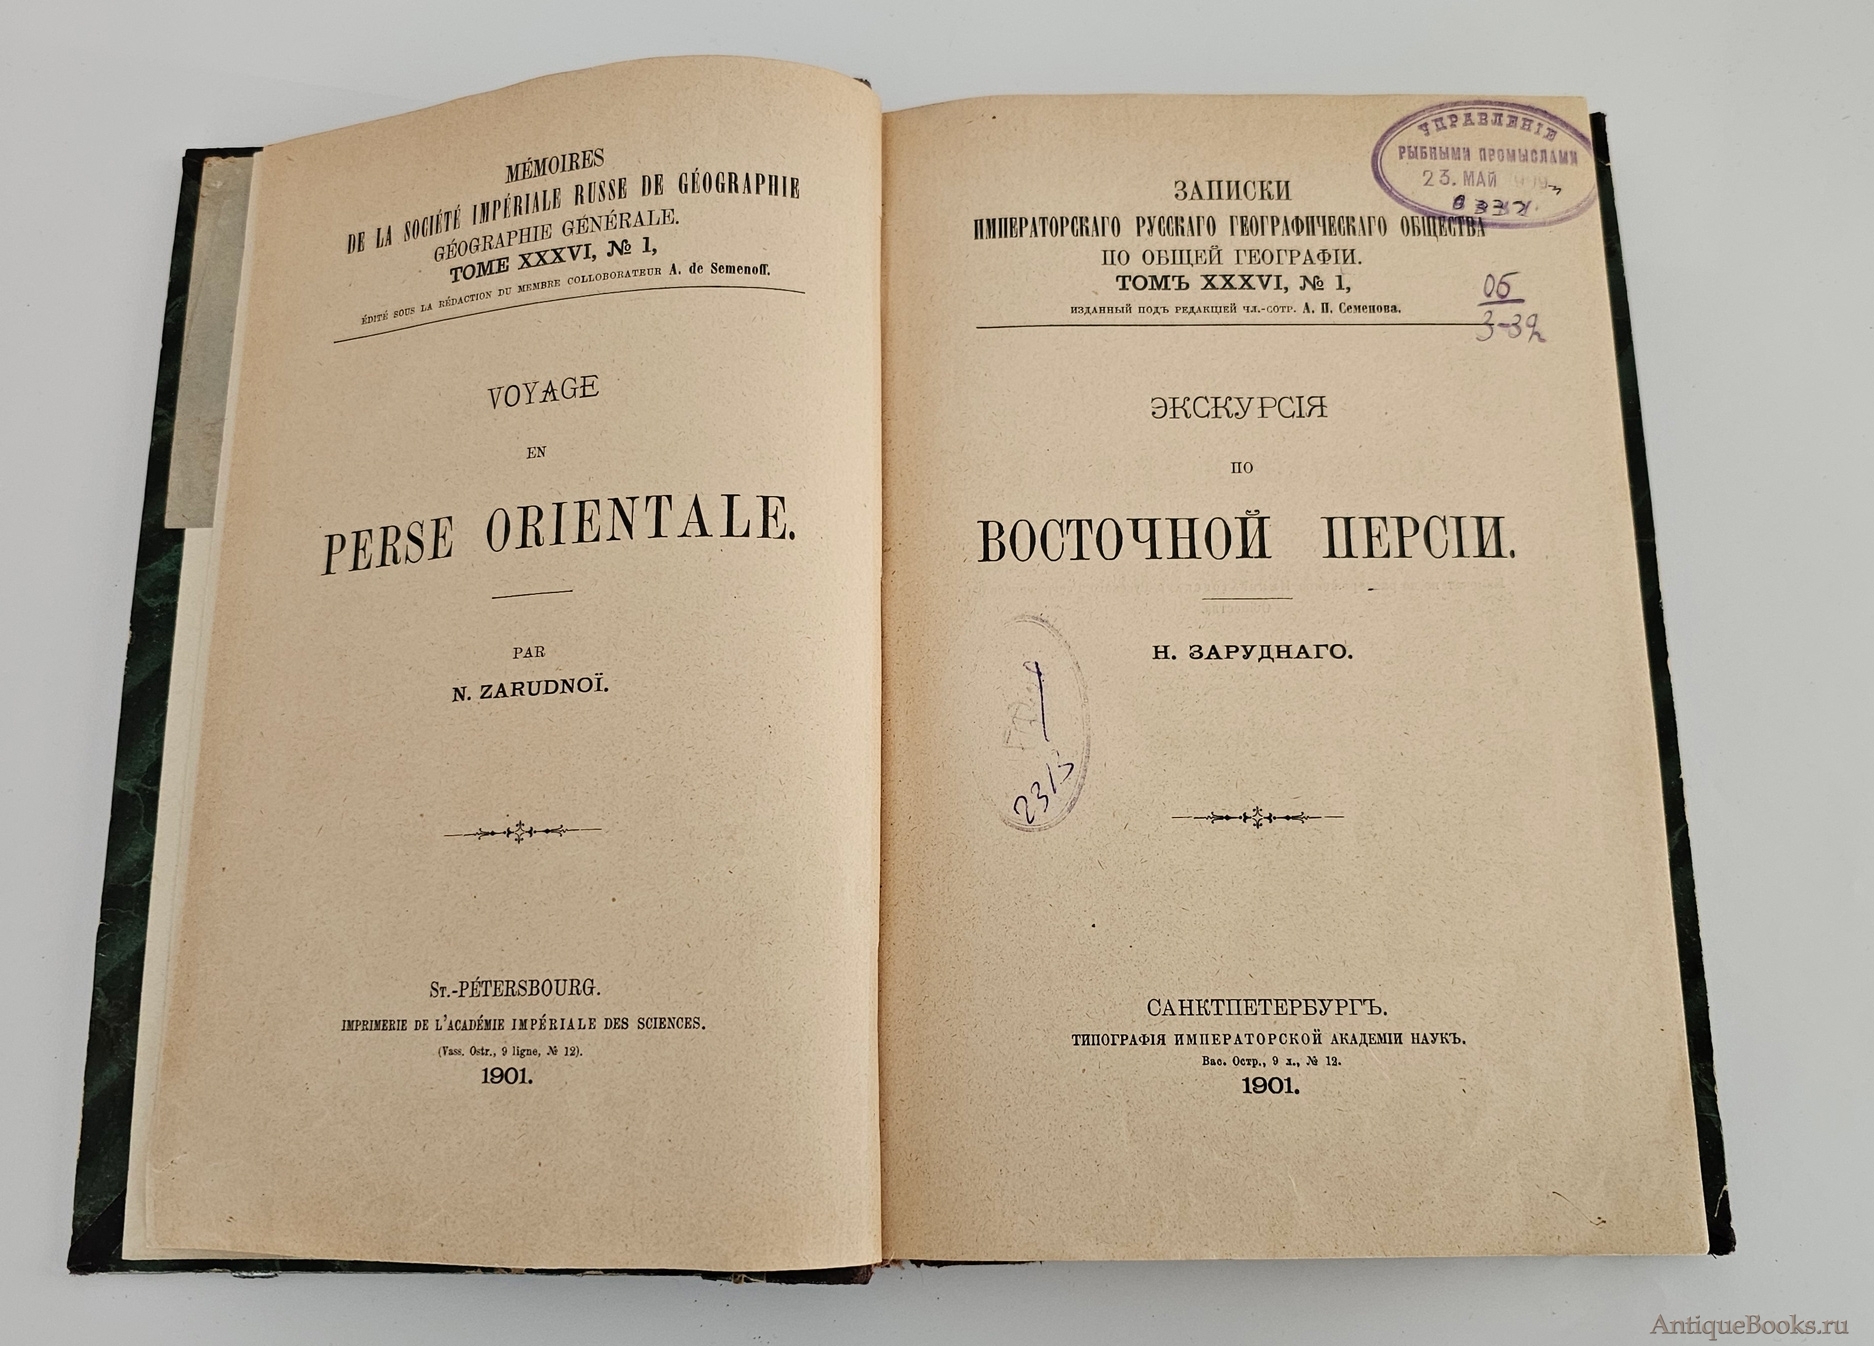 MÉMOIRES
DE LA SOCIÉTÉ IMPÉRIALE RUSSE DE GÉOGRAPHIE
GÉOGRAPHIE GÉNÉRALE.
TOME XXXVI, № 1,
ÉDITÉ SOUS LA RÉDACTION DU MEMBRE COLLOBORATEUR A. de Semenoff.
VOYAGE
EN
PERSE ORIENTALE.
PAR
N. ZARUDNOÏ.
ST.-PÉTERSBOURG.
IMPRIMERIE DE L'ACADÉMIE IMPÉRIALE DES SCIENCES.
(Vass. Ostr., 9 ligne, № 12).
1901.
УПРАВЛЕНІЕ
РЫБНЫМИ ПРОМЫСЛАМИ
23. МАЙ
ЗАПИСКИ
ИМПЕРАТОРСКАГО РУССКАГО ГЕОГРАФИЧЕСКАГО ОБЩЕСТВА
ПО ОБЩЕЙ ГЕОГРАФІИ.
ТОМЪ XXXVI, № 1,
ИЗДАННЫЙ ПОДЪ РЕДАКЦІЕЙ ЧЛ.-СОТР. А. П. Семенова.
Об
3-32
ЭКСКУРСІЯ
ПО
ВОСТОЧНОЙ ПЕРСІИ.
Н. ЗАРУДНАГО.
САНКТПЕТЕРБУРГЪ.
ТИПОГРАФІЯ ИМПЕРАТОРСКОЙ АКАДЕМІИ НАУКЪ.
Вас. Остр., 9 л., № 12.
1901.
AntiqueBooks.ru